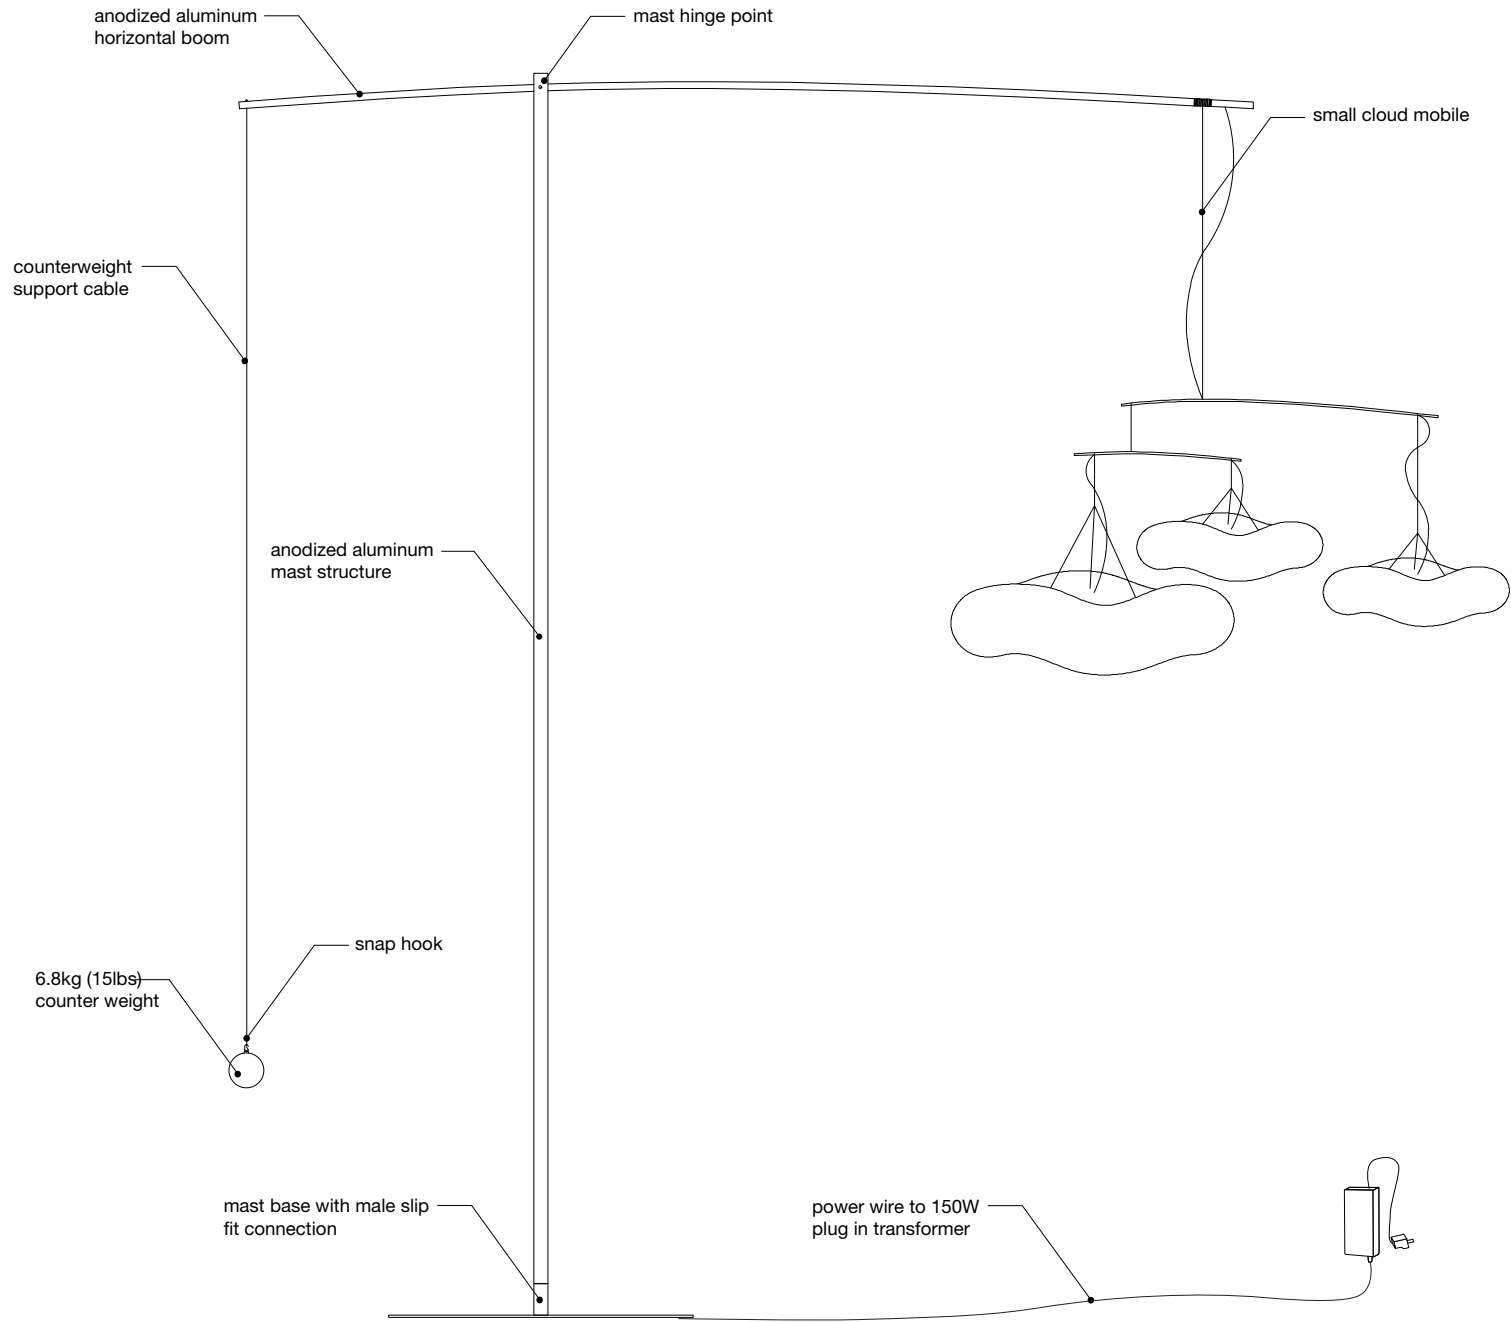 anodized aluminum
horizontal boom
mast hinge point
small cloud mobile
counterweight
support cable
anodized aluminum
mast structure
snap hook
6.8kg (15lbs)
counter weight
mast base with male slip
fit connection
power wire to 150W
plug in transformer